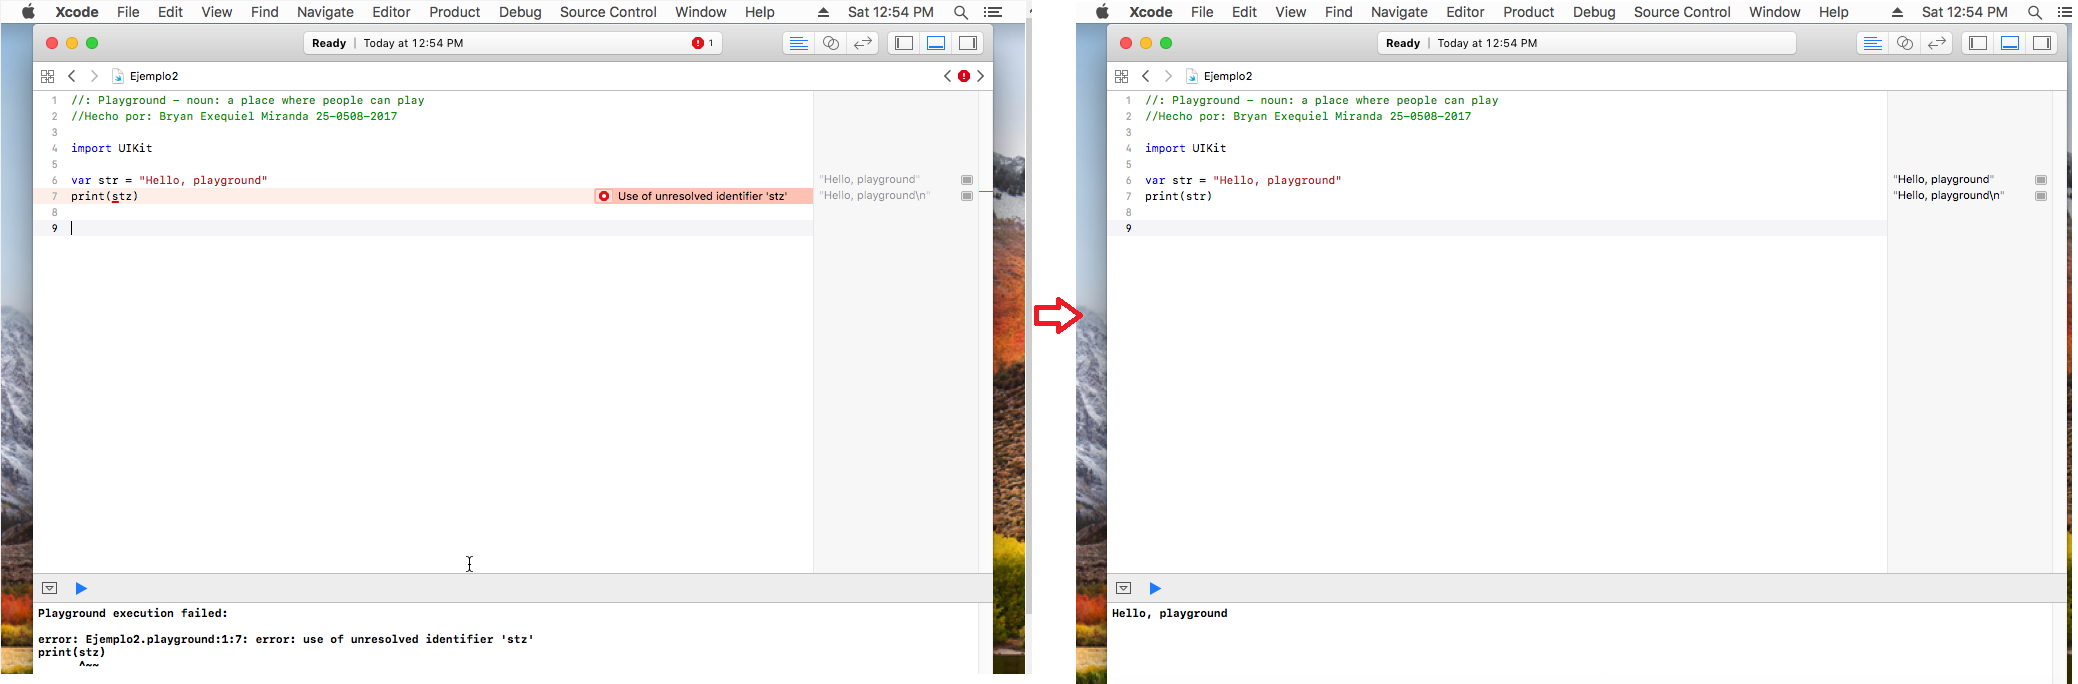 Xcode File Edit View Find Navigate Editor Product Debug Source Control Window Help Sat 12:54 PM
Ready | Today at 12:54 PM 1
Ejemplo2
1 //: Playground - noun: a place where people can play
2 //Hecho por: Bryan Exequiel Miranda 25-0508-2017
3
4 import UIKit
5
6 var str = "Hello, playground" "Hello, playground"
7 print(stz) Use of unresolved identifier 'stz' "Hello, playground\n"
8
9
Playground execution failed:
error: Ejemplo2.playground:1:7: error: use of unresolved identifier 'stz'
print(stz)
^~~
Xcode File Edit View Find Navigate Editor Product Debug Source Control Window Help Sat 12:54 PM
Ready | Today at 12:54 PM
Ejemplo2
1 //: Playground - noun: a place where people can play
2 //Hecho por: Bryan Exequiel Miranda 25-0508-2017
3
4 import UIKit
5
6 var str = "Hello, playground" "Hello, playground"
7 print(str) "Hello, playground\n"
8
9
Hello, playground